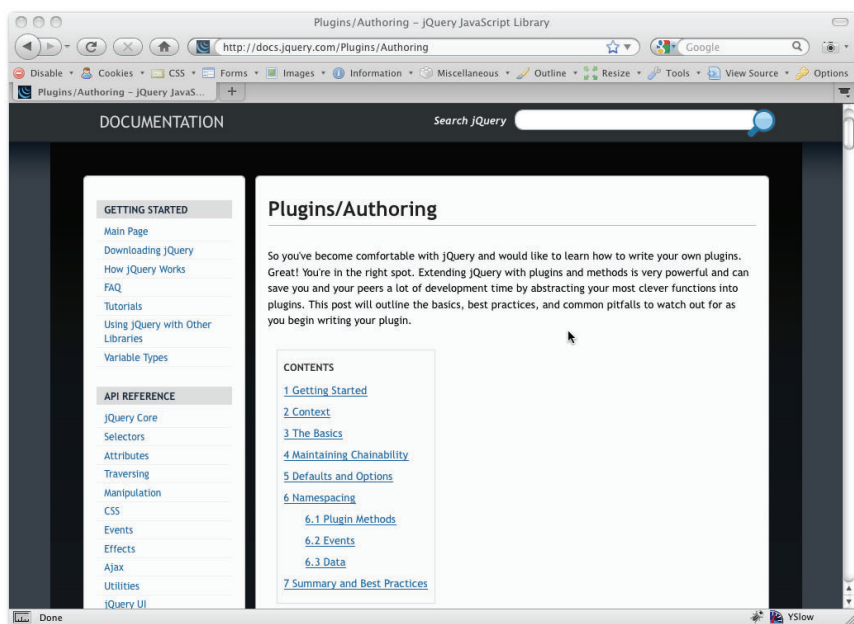 Plugins/Authoring – jQuery JavaScript Library
http://docs.jquery.com/Plugins/Authoring
Google
Disable Cookies CSS Forms Images Information Miscellaneous Outline Resize Tools View Source Options
Plugins/Authoring – jQuery JavaS... +
DOCUMENTATION
Search jQuery
GETTING STARTED
Main Page
Downloading jQuery
How jQuery Works
FAQ
Tutorials
Using jQuery with Other
Libraries
Variable Types
API REFERENCE
jQuery Core
Selectors
Attributes
Traversing
Manipulation
CSS
Events
Effects
Ajax
Utilities
jQuery UI
Plugins/Authoring
So you've become comfortable with jQuery and would like to learn how to write your own plugins.
Great! You're in the right spot. Extending jQuery with plugins and methods is very powerful and can
save you and your peers a lot of development time by abstracting your most clever functions into
plugins. This post will outline the basics, best practices, and common pitfalls to watch out for as
you begin writing your plugin.
CONTENTS
1 Getting Started
2 Context
3 The Basics
4 Maintaining Chainability
5 Defaults and Options
6 Namespacing
6.1 Plugin Methods
6.2 Events
6.3 Data
7 Summary and Best Practices
Done
YSlow